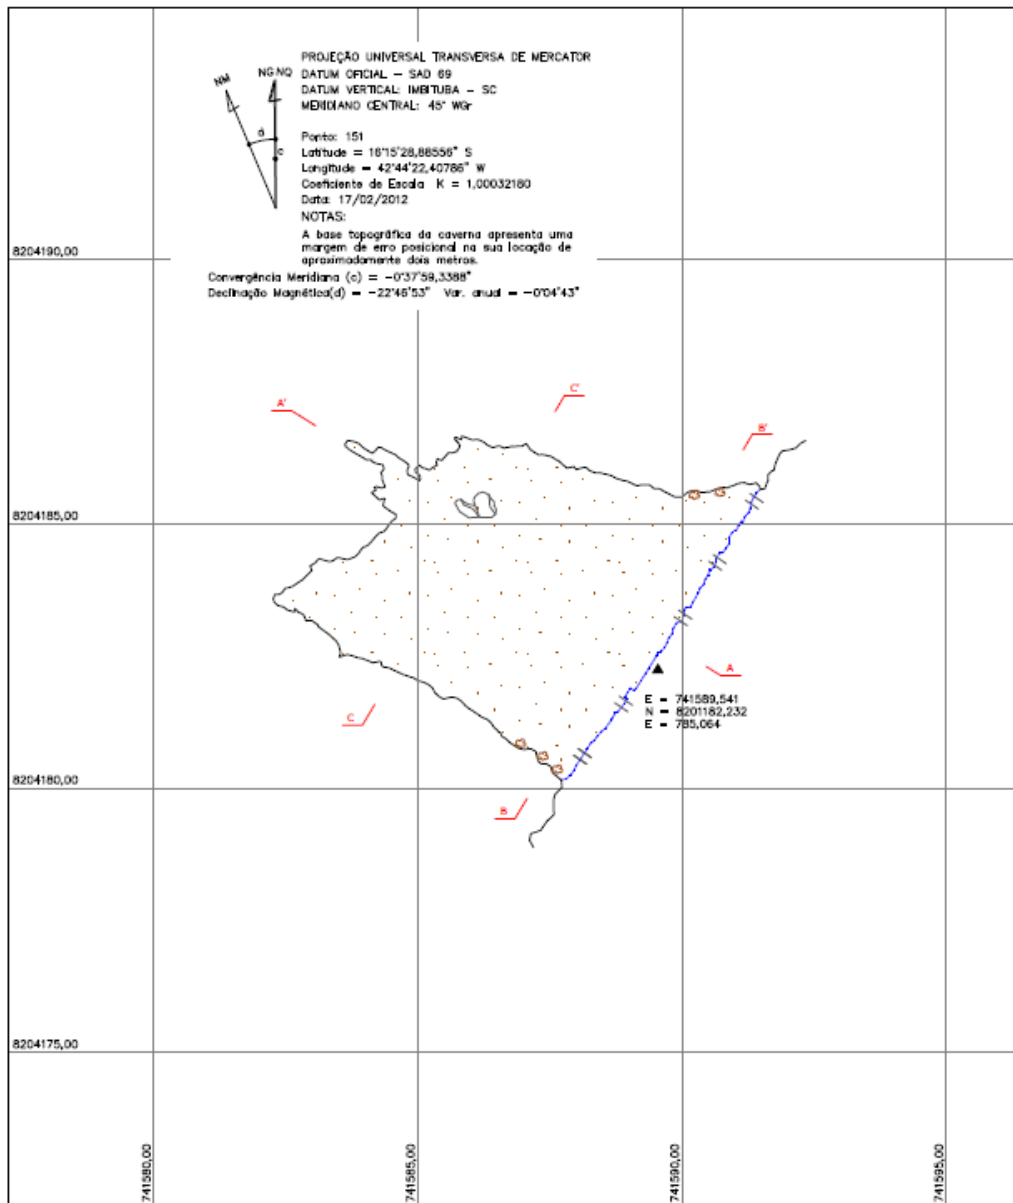 PROJEÇÃO UNIVERSAL TRANSVERSA DE MERCATOR
NM
NG NQ
DATUM OFICIAL – SAD 69
DATUM VERTICAL: IMBITUBA – SC
MERIDIANO CENTRAL: 45° WGr
d
c
Ponto: 151
Latitude = 16°15'28,88556" S
Longitude = 42°44'22,40786" W
Coeficiente de Escala K = 1,00032180
Data: 17/02/2012
NOTAS:
A base topográfica da caverna apresenta uma
margem de erro posicional na sua locação de
aproximadamente dois metros.
Convergência Meridiana (c) = -0°37'59,3388"
Declinação Magnética(d) = -22°46'53" Var. anual = -0°04'43"
8204190,00
A'
C'
B'
8204185,00
A
E = 741589,541
N = 8201182,232
E = 785,064
C
8204180,00
B
8204175,00
741580,00
741585,00
741590,00
741595,00